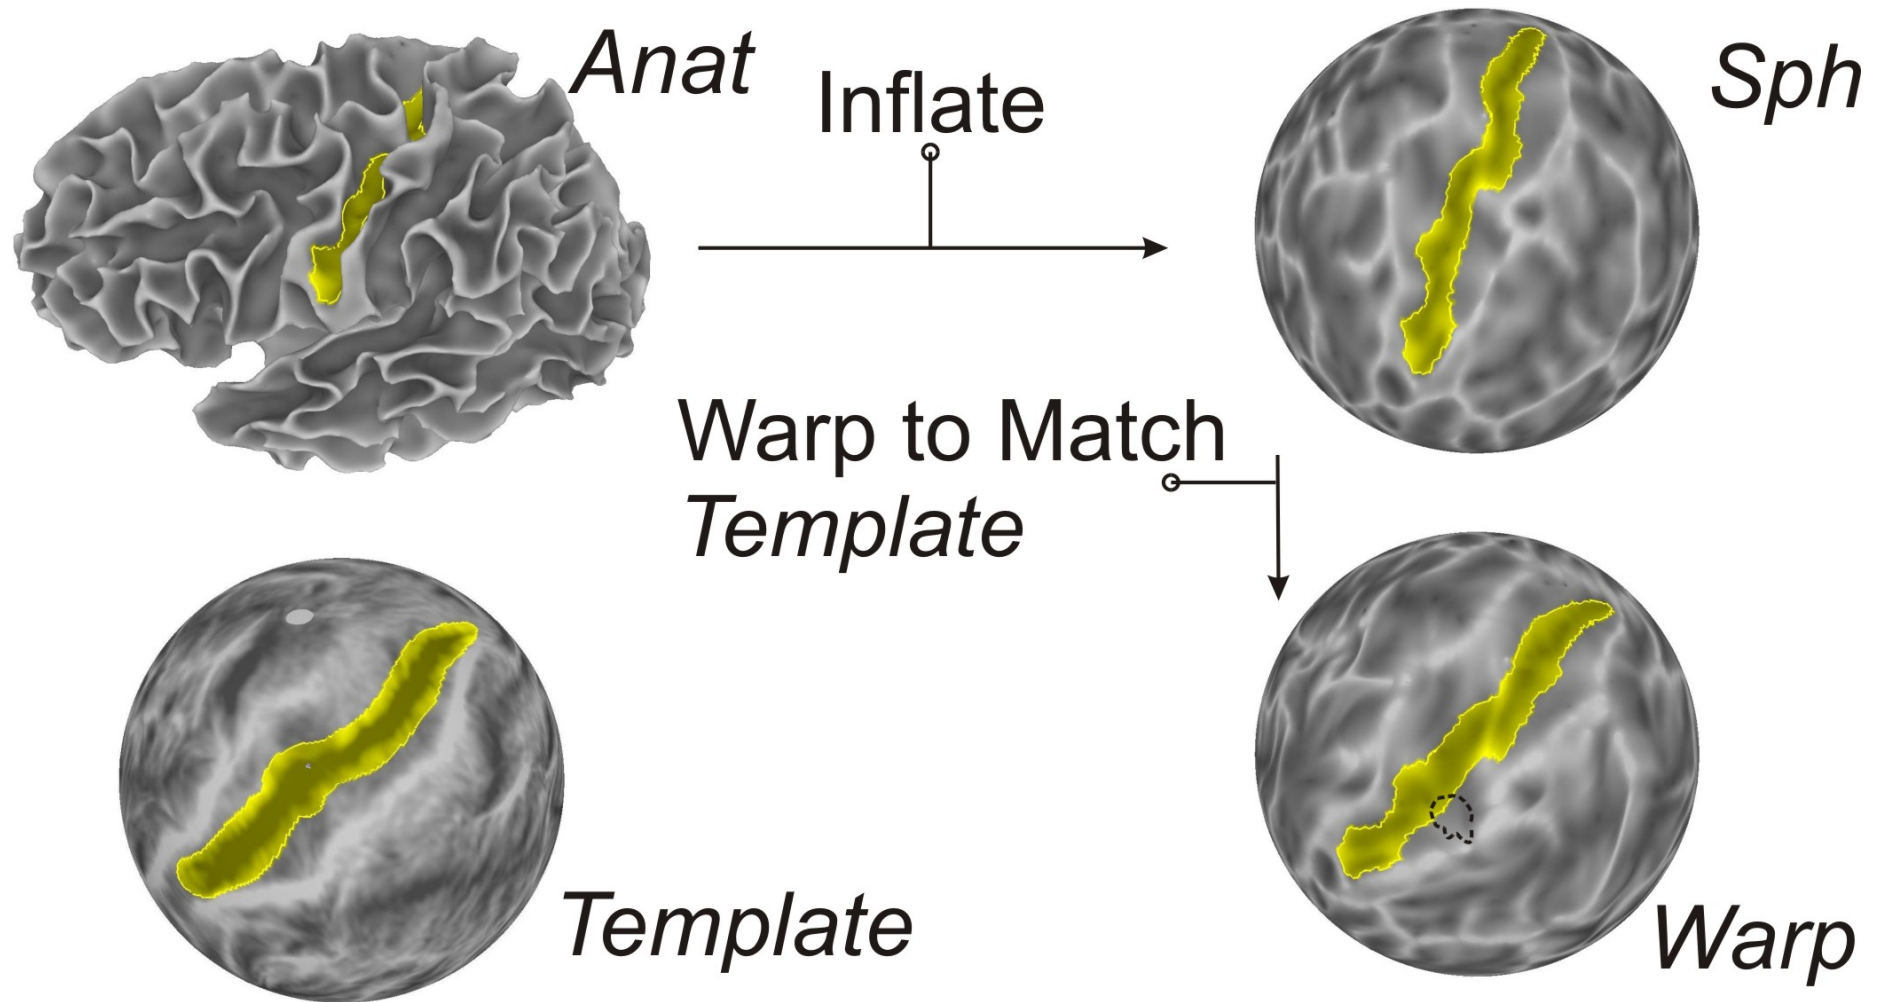 Anat
Inflate
Sph
Warp to Match
Template
Template
Warp